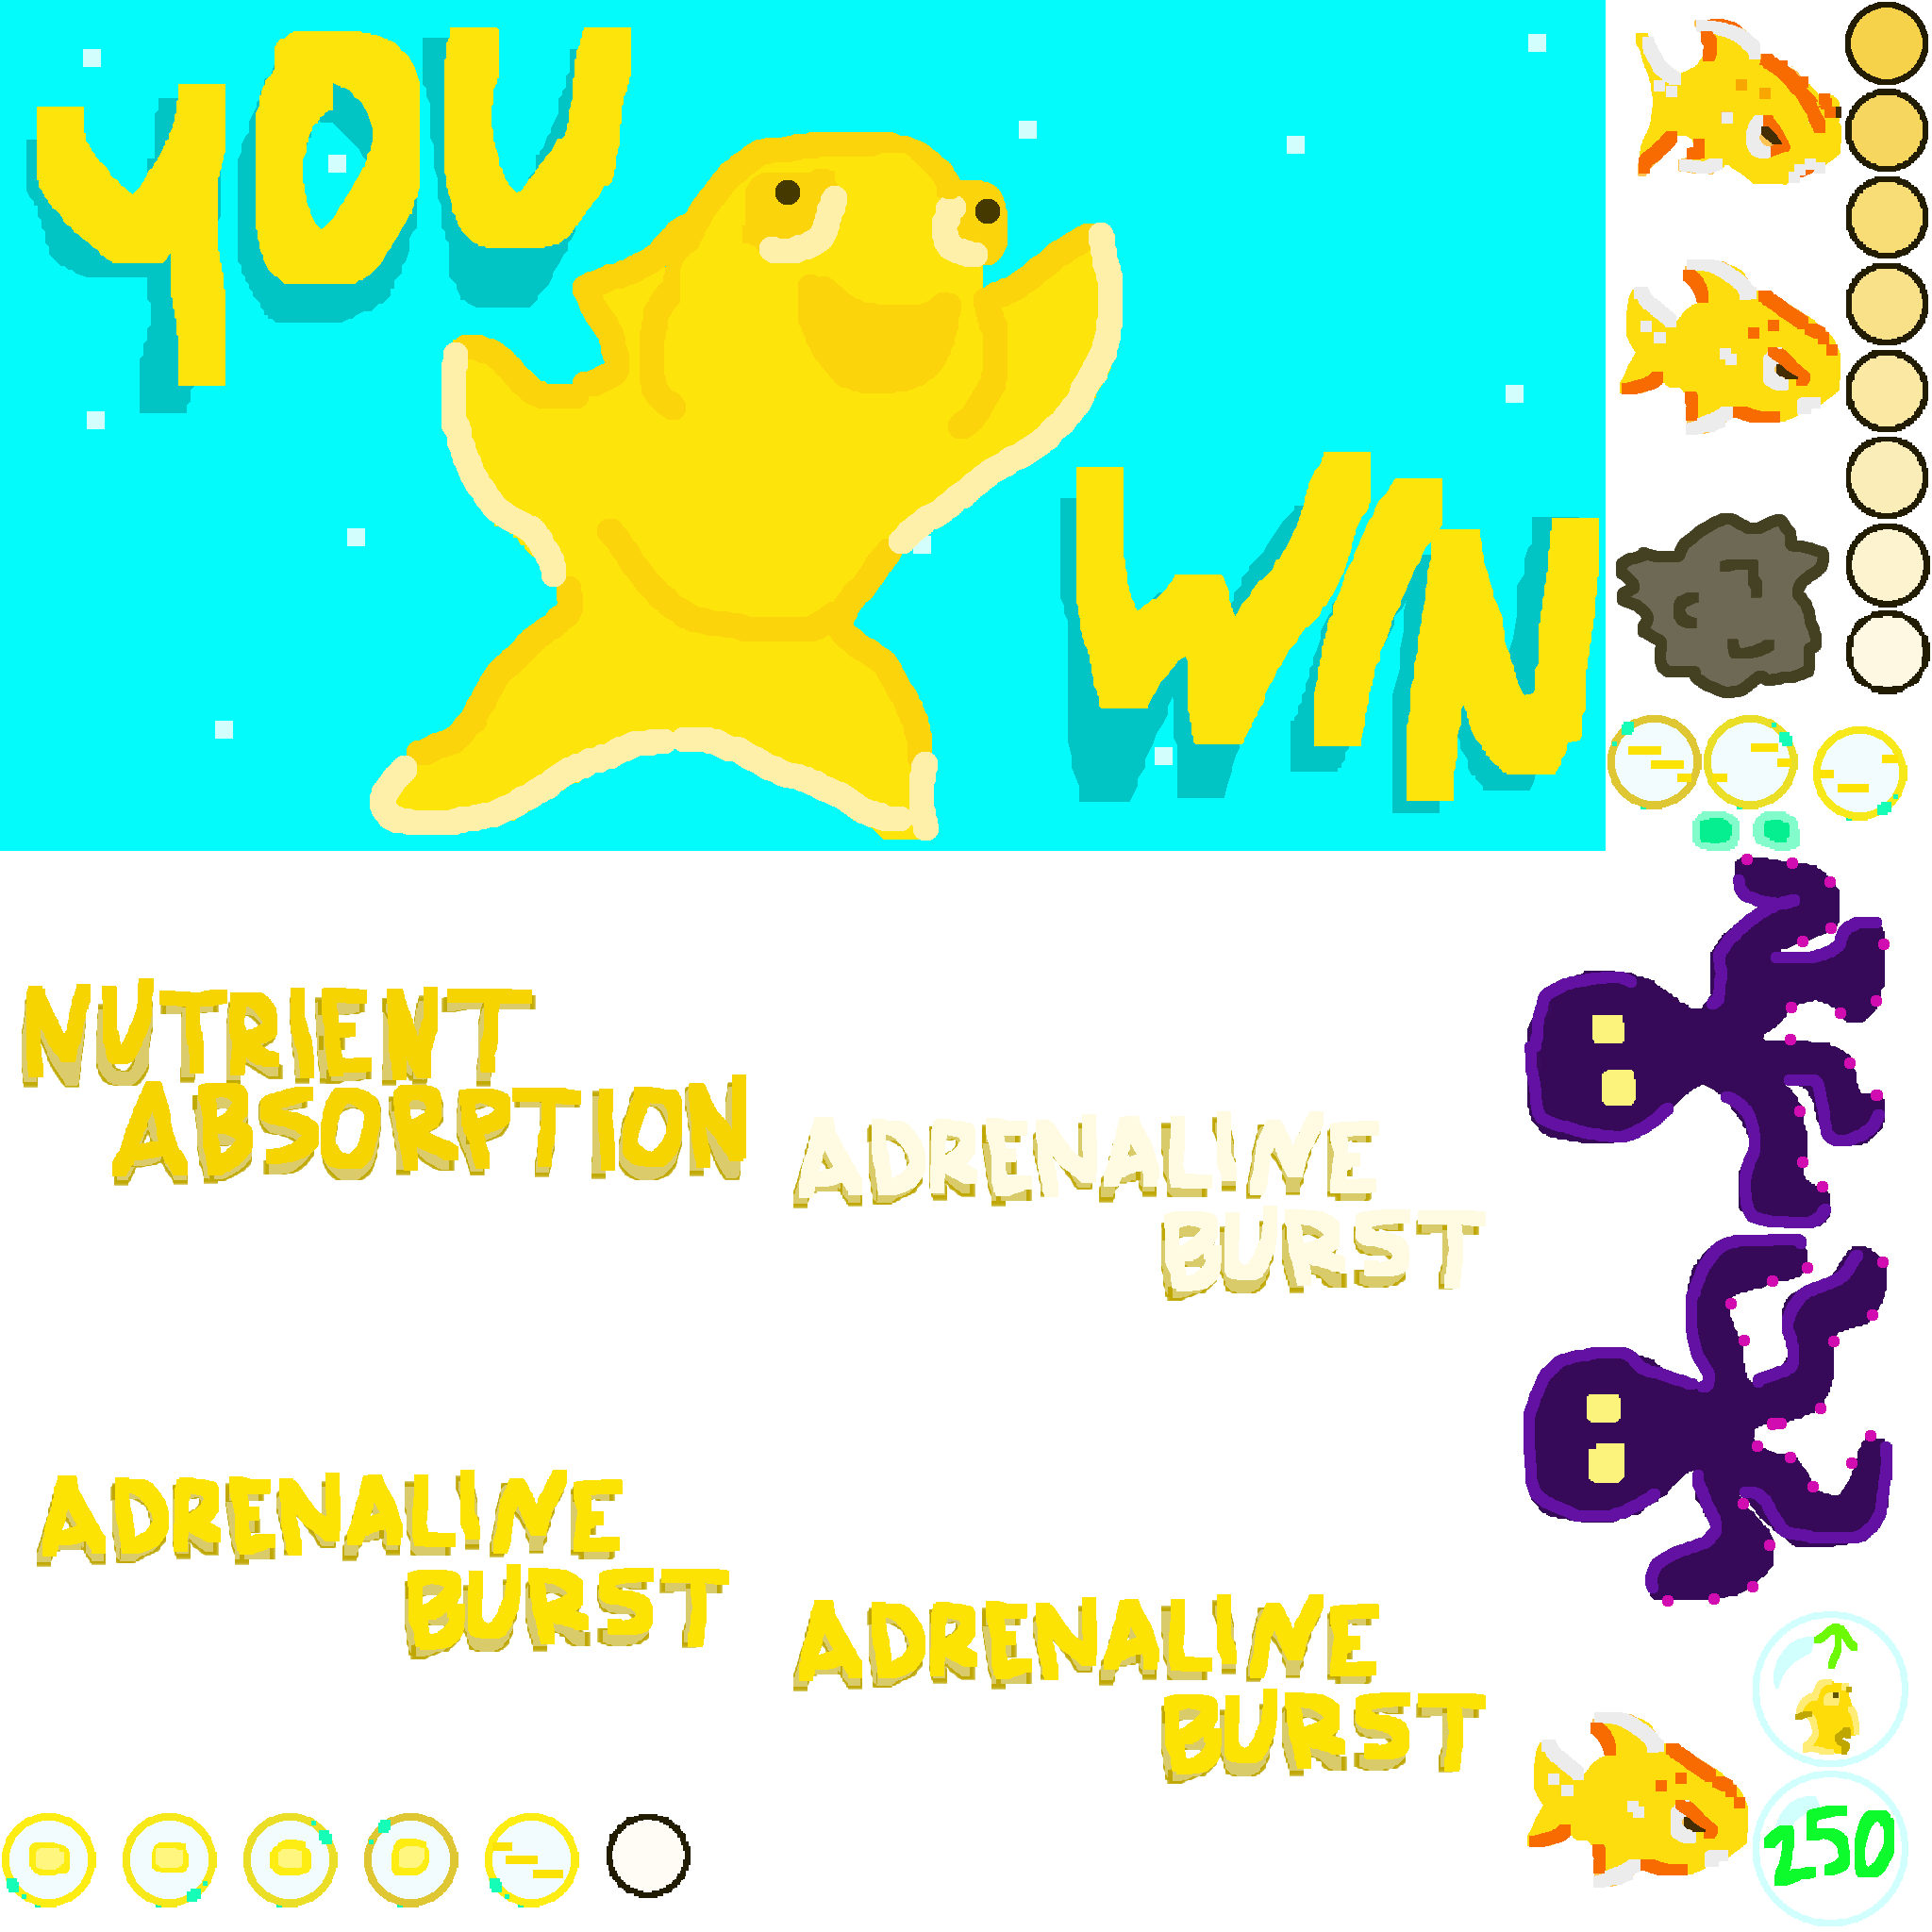 YOU
WIN
NUTRIENT
ABSORPTION
ADRENALINE
BURST
ADRENALINE
BURST
ADRENALINE
BURST
250